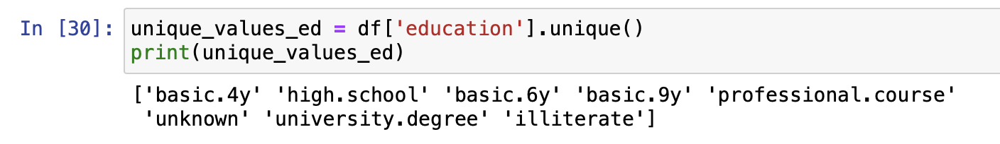 In [30]: unique_values_ed = df['education'].unique()
print(unique_values_ed)
['basic.4y' 'high.school' 'basic.6y' 'basic.9y' 'professional.course'
'unknown' 'university.degree' 'illiterate']